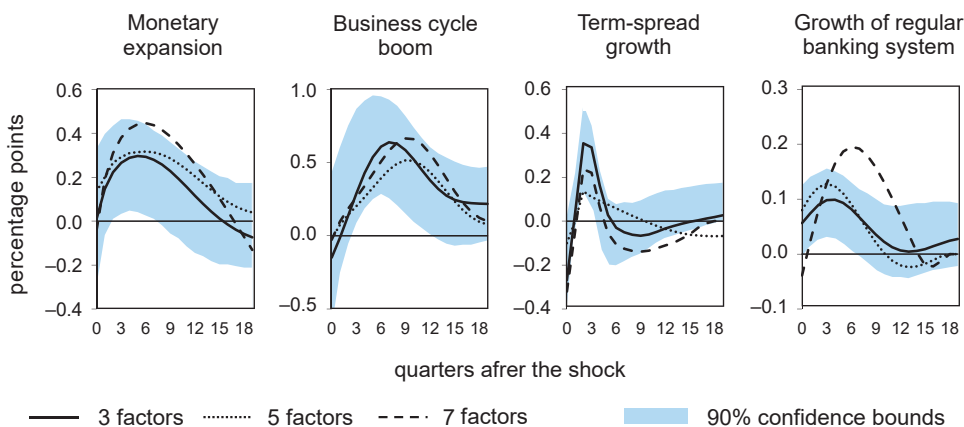 Monetary
expansion
Business cycle
boom
Term-spread
growth
Growth of regular
banking system
percentage points
0.6
0.4
0.2
0.0
–0.2
–0.4
0 3 6 9 12 15 18
1.0
0.5
0.0
–0.5
0 3 6 9 12 15 18
0.6
0.4
0.2
0.0
–0.2
–0.4
0 3 6 9 12 15 18
0.3
0.2
0.1
0.0
–0.1
0 3 6 9 12 15 18
quarters afrer the shock
3 factors 5 factors 7 factors 90% confidence bounds